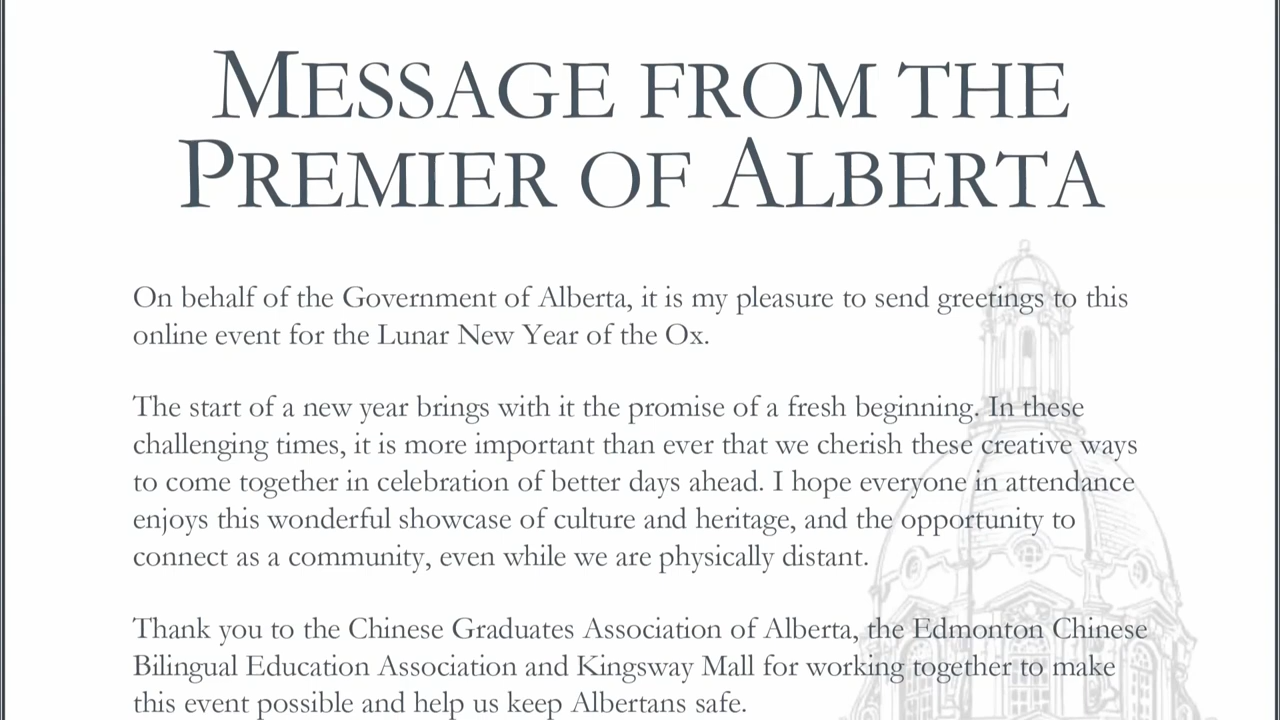 MESSAGE FROM THE
PREMIER OF ALBERTA
On behalf of the Government of Alberta, it is my pleasure to send greetings to this
online event for the Lunar New Year of the Ox.
The start of a new year brings with it the promise of a fresh beginning. In these
challenging times, it is more important than ever that we cherish these creative ways
to come together in celebration of better days ahead. I hope everyone in attendance
enjoys this wonderful showcase of culture and heritage, and the opportunity to
connect as a community, even while we are physically distant.
Thank you to the Chinese Graduates Association of Alberta, the Edmonton Chinese
Bilingual Education Association and Kingsway Mall for working together to make
this event possible and help us keep Albertans safe.